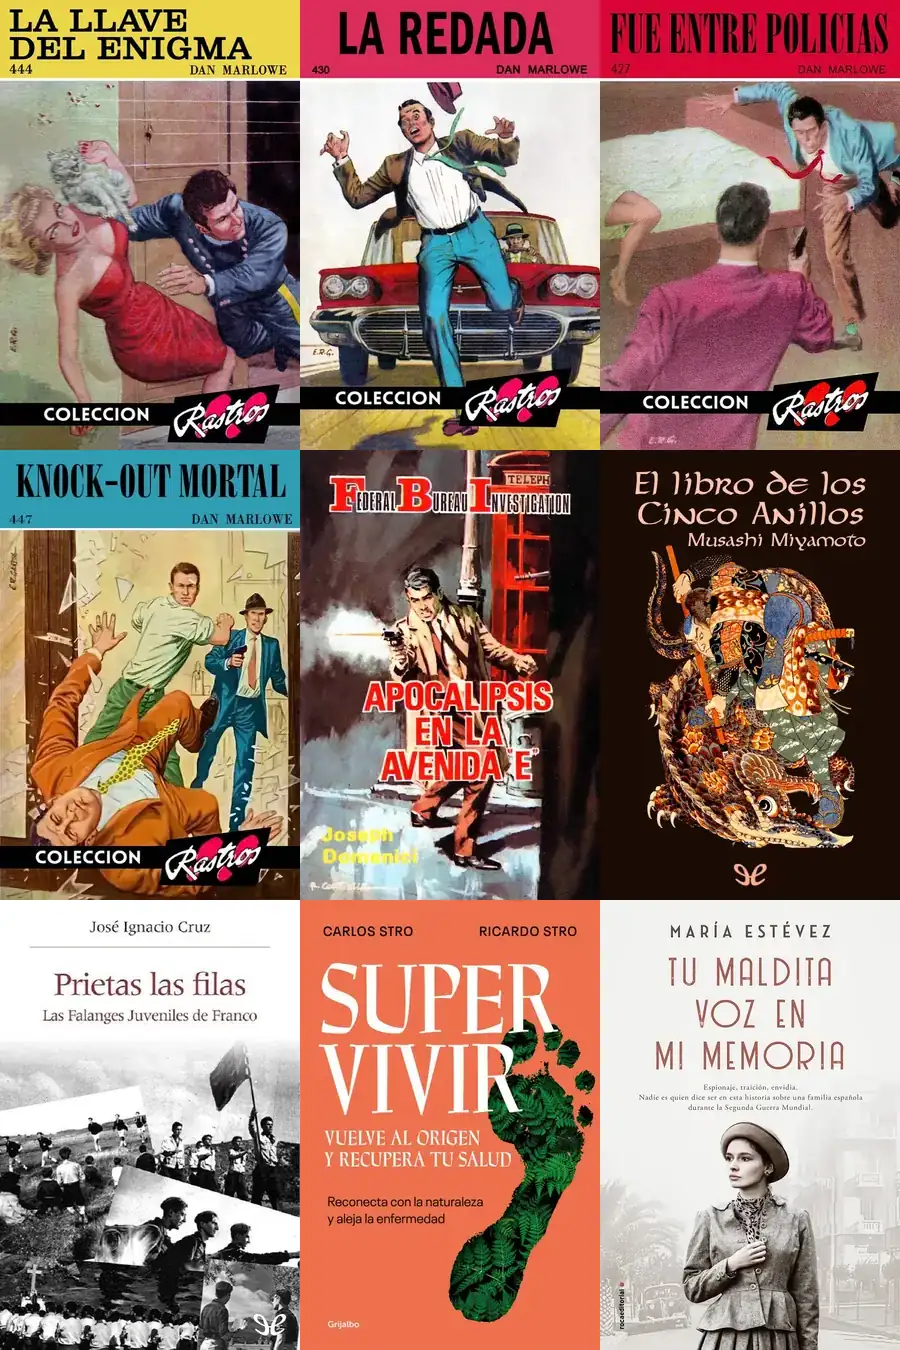 LA LLAVE
DEL ENIGMA
444
DAN MARLOWE
E.R.G.
COLECCION
Rastros
LA REDADA
430
DAN MARLOWE
E.R.G.
COLECCION
Rastros
FUE ENTRE POLICIAS
427
DAN MARLOWE
E.R.G.
COLECCION
Rastros
KNOCK-OUT MORTAL
447
DAN MARLOWE
COLECCION
Rastros
TELEPH
FEDERAL BUREAU INVESTIGATION
APOCALIPSIS
EN LA
AVENIDA "E"
Joseph
Domenici
El libro de los
Cinco Anillos
Musashi Miyamoto
José Ignacio Cruz
Prietas las filas
Las Falanges Juveniles de Franco
CARLOS STRO
RICARDO STRO
SUPER
VIVIR
VUELVE AL ORIGEN
Y RECUPERA TU SALUD
Reconecta con la naturaleza
y aleja la enfermedad
Grijalbo
MARÍA ESTÉVEZ
TU MALDITA
VOZ EN
MI MEMORIA
Espionaje, traición, envidia.
Nadie es quien dice ser en esta historia sobre una familia española
durante la Segunda Guerra Mundial.
rocaeditorial